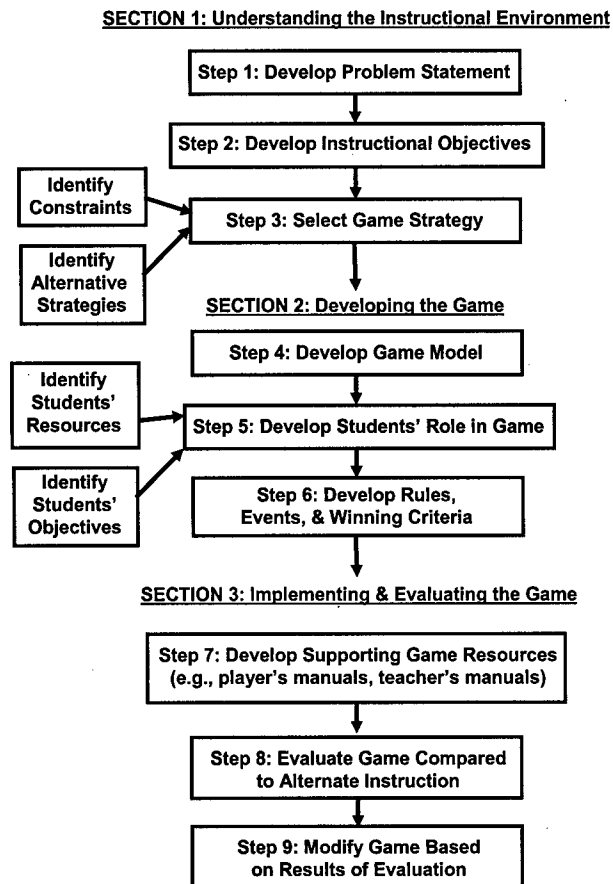 SECTION 1: Understanding the Instructional Environment
Step 1: Develop Problem Statement
Step 2: Develop Instructional Objectives
Identify
Constraints
Step 3: Select Game Strategy
Identify
Alternative
Strategies
SECTION 2: Developing the Game
Step 4: Develop Game Model
Identify
Students'
Resources
Step 5: Develop Students' Role in Game
Identify
Students'
Objectives
Step 6: Develop Rules,
Events, & Winning Criteria
SECTION 3: Implementing & Evaluating the Game
Step 7: Develop Supporting Game Resources
(e.g., player's manuals, teacher's manuals)
Step 8: Evaluate Game Compared
to Alternate Instruction
Step 9: Modify Game Based
on Results of Evaluation